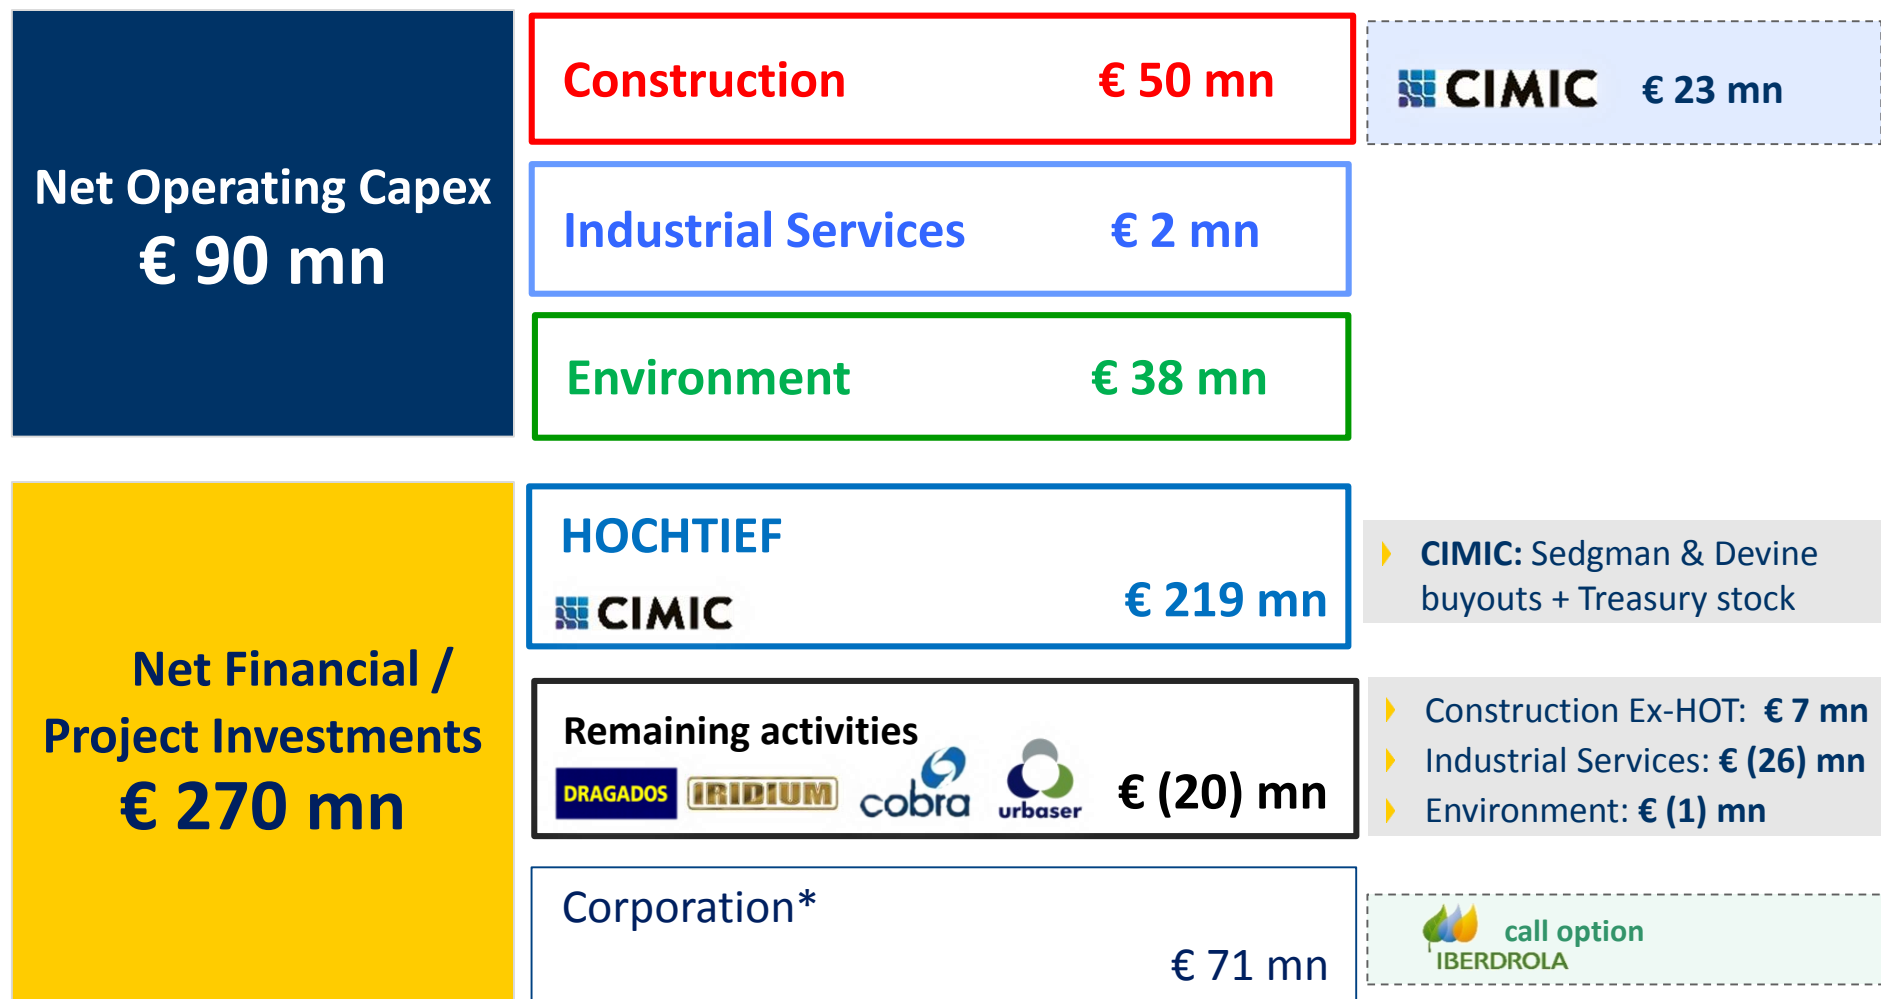 Net Operating Capex
€ 90 mn
Construction € 50 mn
CIMIC € 23 mn
Industrial Services € 2 mn
Environment € 38 mn
Net Financial /
Project Investments
€ 270 mn
HOCHTIEF
CIMIC € 219 mn
CIMIC: Sedgman & Devine
buyouts + Treasury stock
Remaining activities
DRAGADOS IRIDIUM cobra urbaser € (20) mn
Construction Ex-HOT: € 7 mn
Industrial Services: € (26) mn
Environment: € (1) mn
Corporation*
€ 71 mn
call option
IBERDROLA